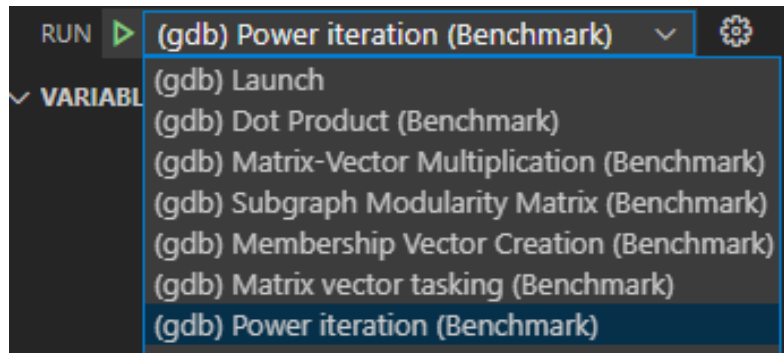 RUN (gdb) Power iteration (Benchmark)
VARIABL
(gdb) Launch
(gdb) Dot Product (Benchmark)
(gdb) Matrix-Vector Multiplication (Benchmark)
(gdb) Subgraph Modularity Matrix (Benchmark)
(gdb) Membership Vector Creation (Benchmark)
(gdb) Matrix vector tasking (Benchmark)
(gdb) Power iteration (Benchmark)